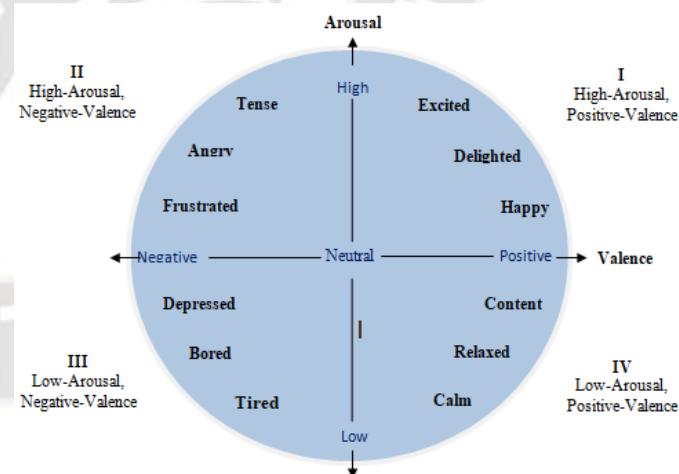 Arousal
II
High-Arousal,
Negative-Valence
I
High-Arousal,
Positive-Valence
High
Tense
Excited
Angry
Delighted
Frustrated
Happy
Negative
Neutral
Positive
Valence
Depressed
Content
Bored
Relaxed
III
Low-Arousal,
Negative-Valence
IV
Low-Arousal,
Positive-Valence
Tired
Calm
Low